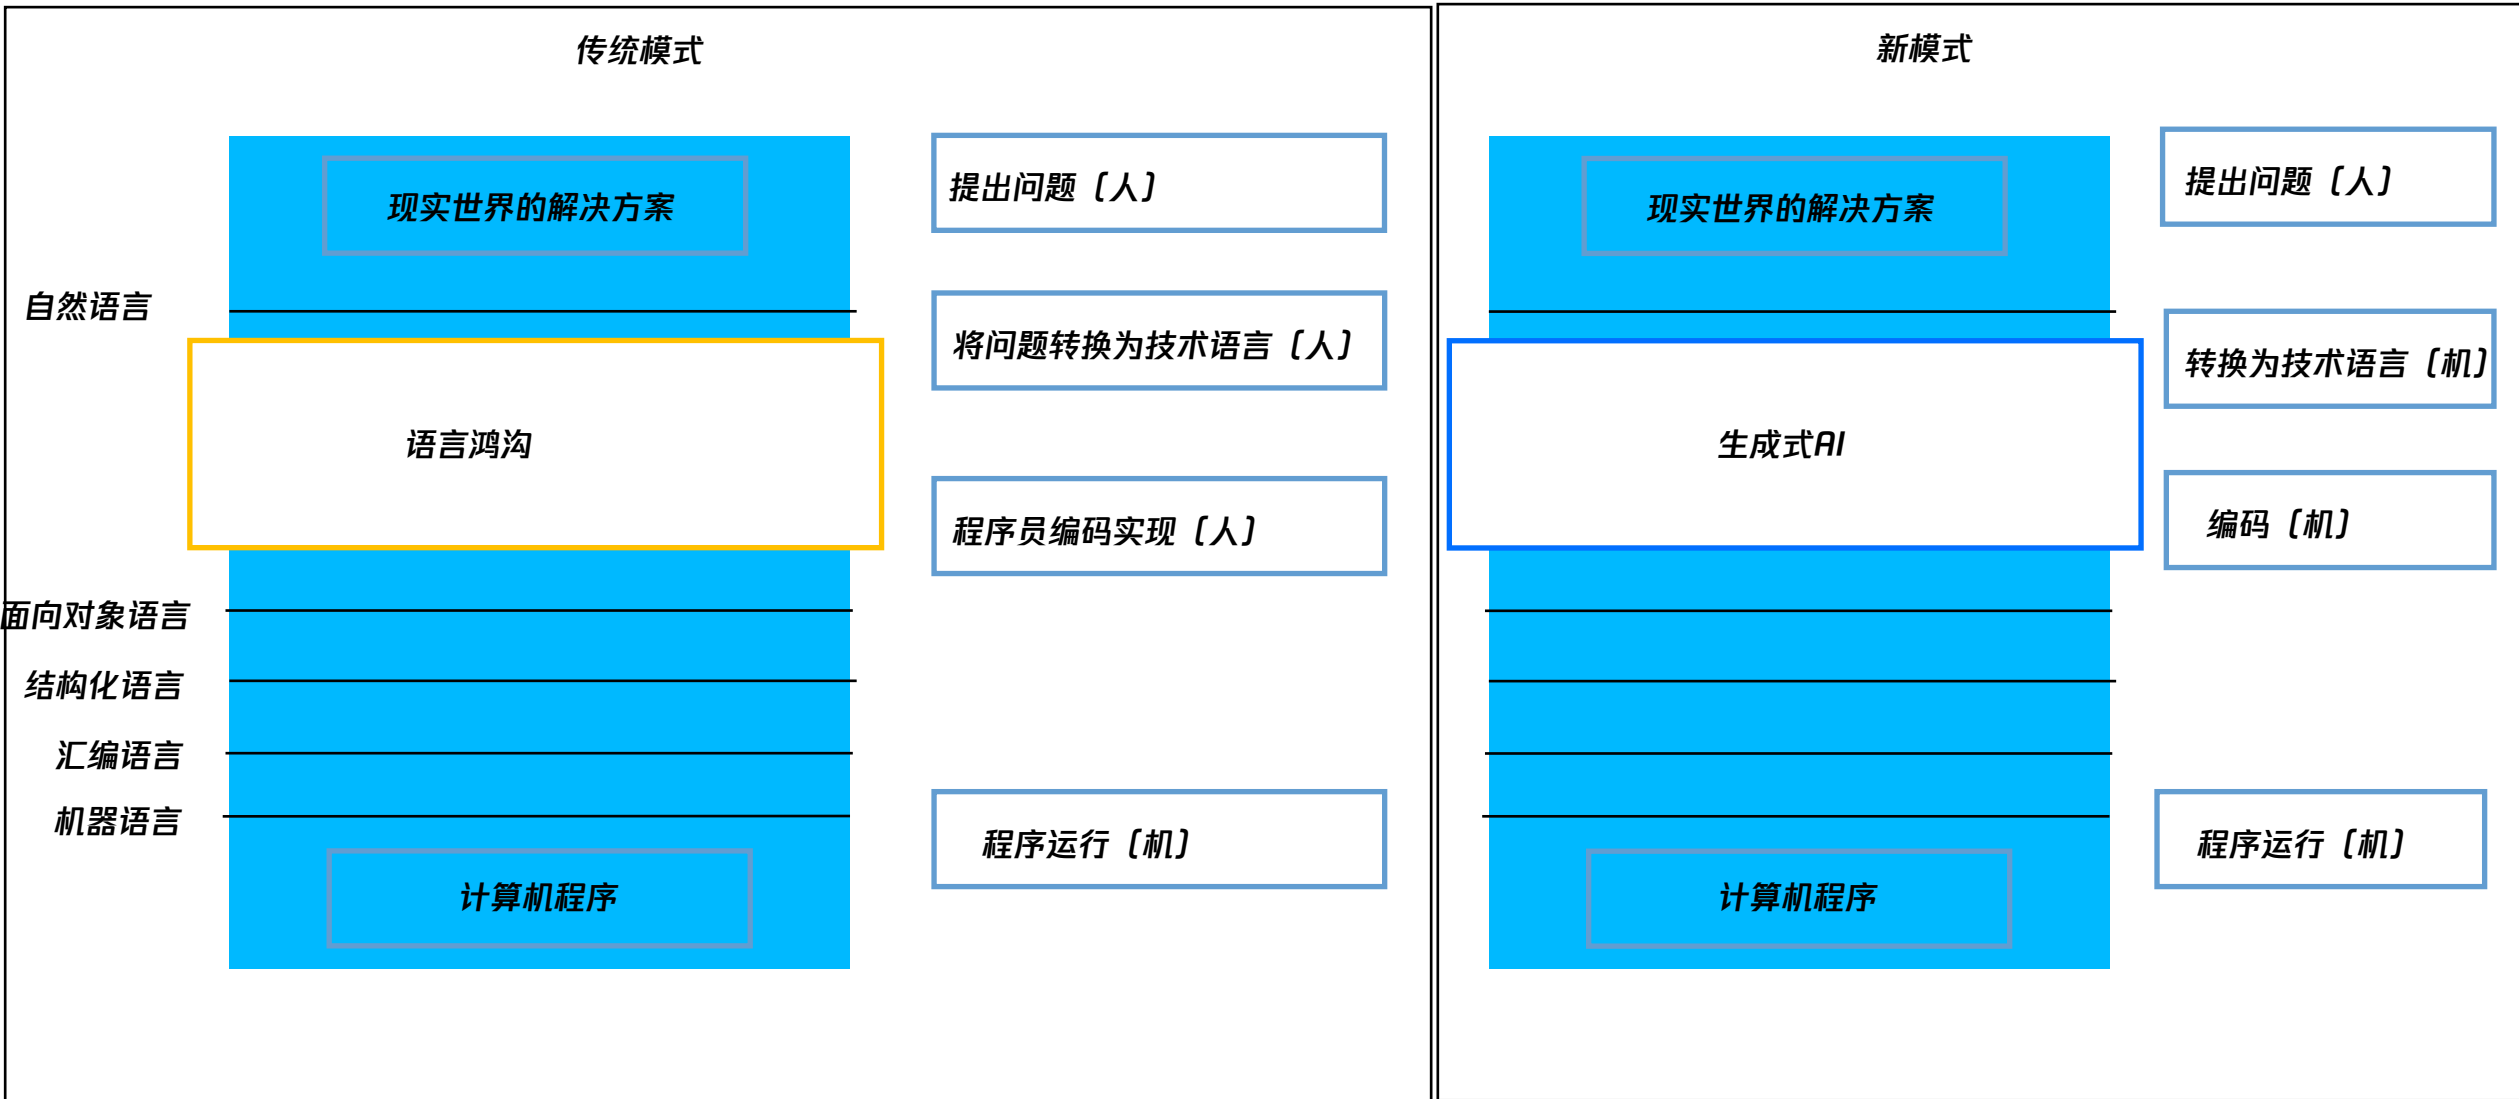 传统模式
现实世界的解决方案
提出问题（人）
自然语言
将问题转换为技术语言（人）
语言鸿沟
程序员编码实现（人）
面向对象语言
结构化语言
汇编语言
机器语言
程序运行（机）
计算机程序
新模式
现实世界的解决方案
提出问题（人）
转换为技术语言（机）
生成式AI
编码（机）
程序运行（机）
计算机程序